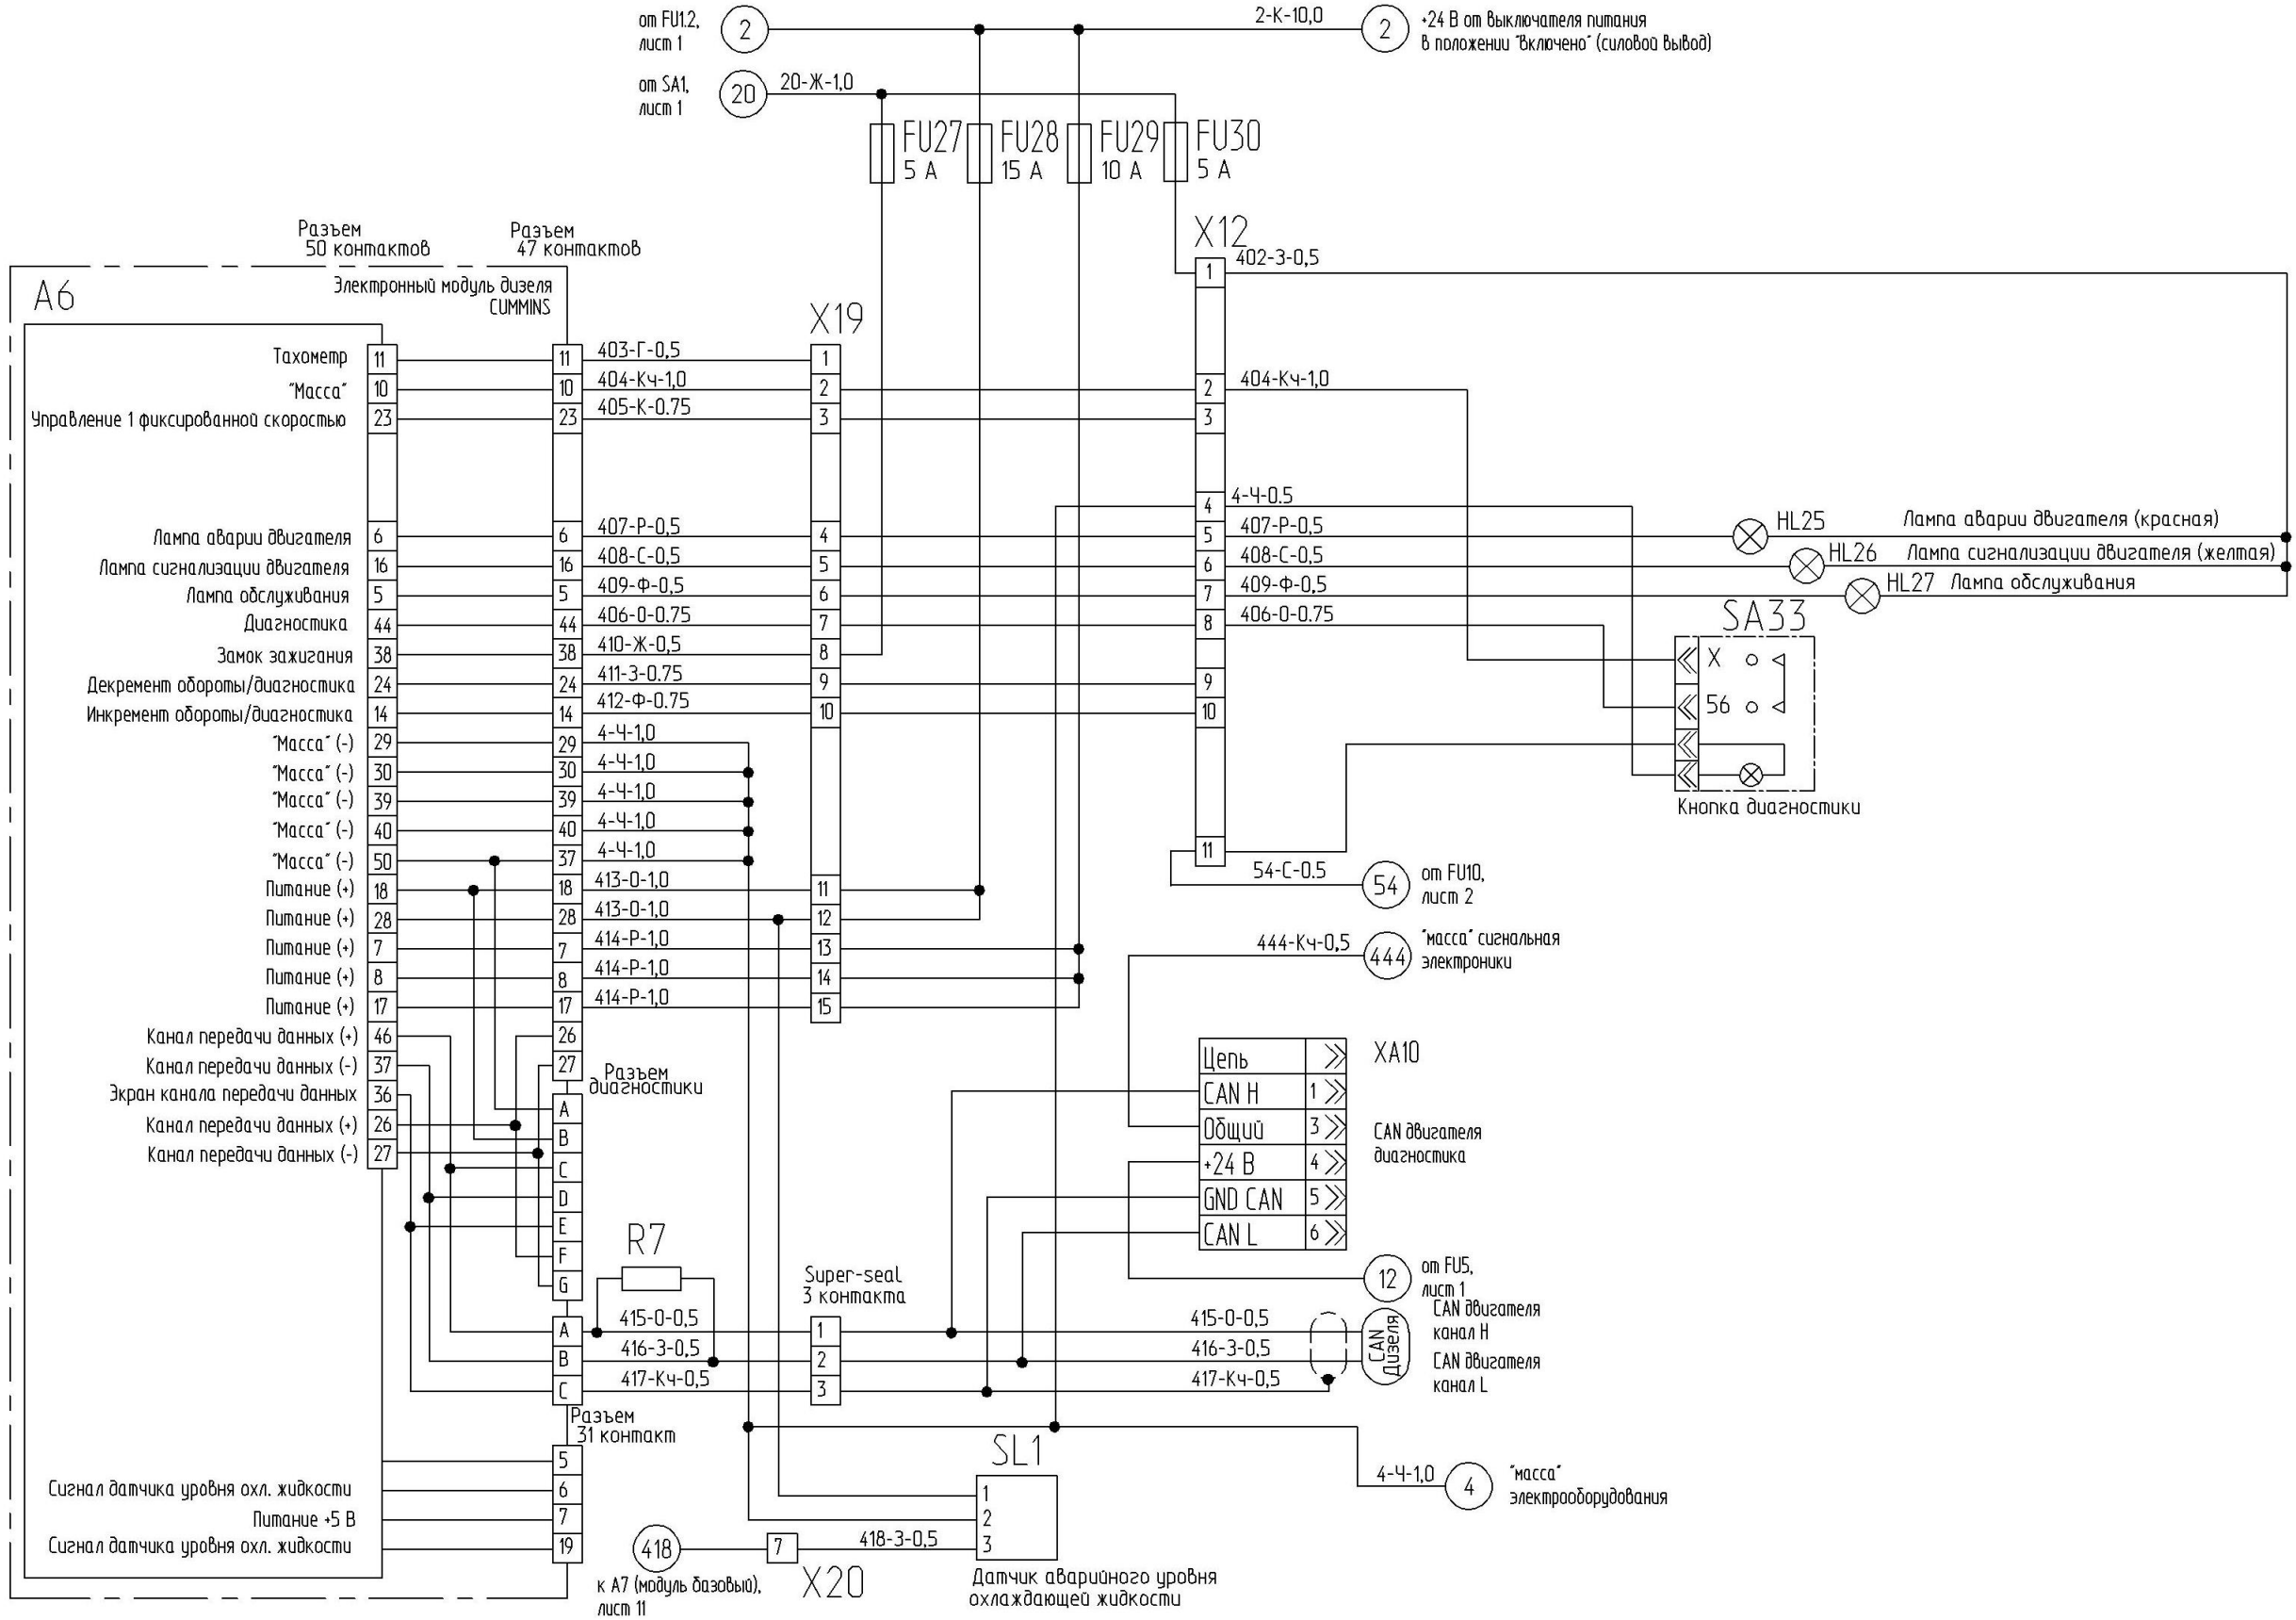 от FU1.2,
лист 1
2
2-К-10,0
2
+24 В от выключателя питания
в положении "включено" (силовой вывод)
от SA1,
лист 1
20
20-Ж-1,0
FU27
5 А
FU28
15 А
FU29
10 А
FU30
5 А
Разъем
50 контактов
Разъем
47 контактов
A6
Электронный модуль дизеля
CUMMINS
X19
X12
1
402-З-0,5
Тахометр
11
11
403-Г-0,5
1
"Масса"
10
10
404-Кч-1,0
2
2
404-Кч-1,0
Управление 1 фиксированной скоростью
23
23
405-К-0.75
3
3
4
4-Ч-0.5
Лампа аварии двигателя
6
6
407-Р-0,5
4
5
407-Р-0,5
HL25
Лампа аварии двигателя (красная)
Лампа сигнализации двигателя
16
16
408-С-0,5
5
6
408-С-0,5
HL26
Лампа сигнализации двигателя (желтая)
Лампа обслуживания
5
5
409-Ф-0,5
6
7
409-Ф-0,5
HL27
Лампа обслуживания
Диагностика
44
44
406-О-0.75
7
8
406-О-0.75
SA33
X
56
Кнопка диагностики
Замок зажигания
38
38
410-Ж-0,5
8
Декремент обороты/диагностика
24
24
411-З-0.75
9
9
Инкремент обороты/диагностика
14
14
412-Ф-0.75
10
10
"Масса" (-)
29
29
4-Ч-1,0
"Масса" (-)
30
30
4-Ч-1,0
"Масса" (-)
39
39
4-Ч-1,0
"Масса" (-)
40
40
4-Ч-1,0
"Масса" (-)
50
37
4-Ч-1,0
11
54-С-0.5
54
от FU10,
лист 2
Питание (+)
18
18
413-О-1,0
11
Питание (+)
28
28
413-О-1,0
12
Питание (+)
7
7
414-Р-1,0
13
Питание (+)
8
8
414-Р-1,0
14
Питание (+)
17
17
414-Р-1,0
15
444-Кч-0,5
444
"масса" сигнальная
электроники
Канал передачи данных (+)
46
26
Канал передачи данных (-)
37
27
Экран канала передачи данных
36
Канал передачи данных (+)
26
Канал передачи данных (-)
27
Разъем
диагностики
A
B
C
D
E
F
G
Цепь
XA10
CAN H
1
Общий
3
+24 В
4
GND CAN
5
CAN L
6
CAN двигателя
диагностика
12
от FU5,
лист 1
R7
Super-seal
3 контакта
A
415-О-0,5
1
415-О-0,5
B
416-З-0,5
2
416-З-0,5
C
417-Кч-0,5
3
417-Кч-0,5
CAN
Дизеля
CAN двигателя
канал H
CAN двигателя
канал L
Разъем
31 контакт
5
Сигнал датчика уровня охл. жидкости
6
Питание +5 В
7
Сигнал датчика уровня охл. жидкости
19
SL1
1
2
3
4-Ч-1,0
4
"масса"
электрооборудования
418
7
418-З-0,5
X20
к А7 (модуль базовый),
лист 11
Датчик аварийного уровня
охлаждающей жидкости